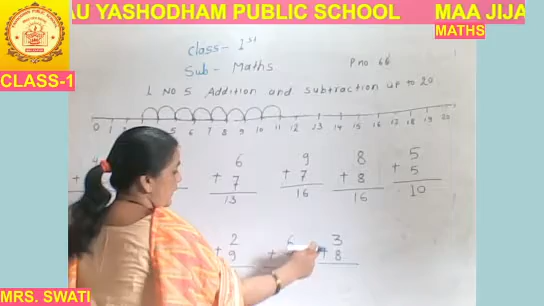 AU YASHODHAM PUBLIC SCHOOL MAA JIJA
MATHS
CLASS-1
Class - 1st
Sub - Maths
P no 66
L NO 5 Addition and subtraction up to 20
0 1 2 5 6 7 8 9 10 11 12 13 14 15 16 17 18 19 20
6 9 8 5
+ 7 + 7 + 8 + 5
13 16 16 10
2 6 3
+ 9 + + 8
MRS. SWATI